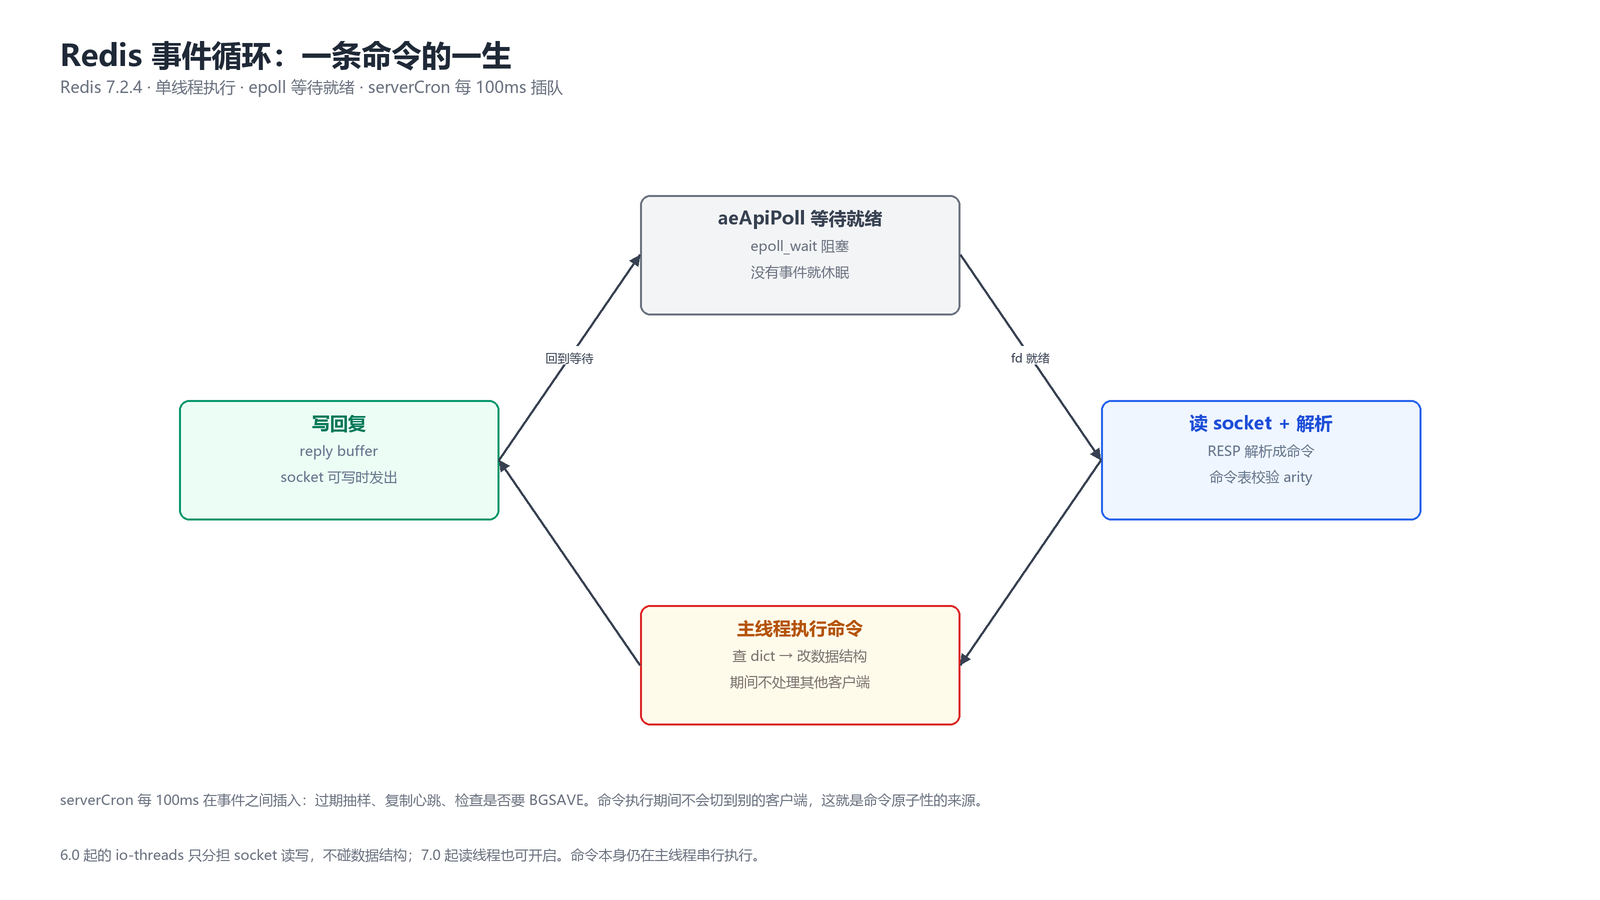 Redis 事件循环：一条命令的一生
Redis 7.2.4 · 单线程执行 · epoll 等待就绪 · serverCron 每 100ms 插队
aeApiPoll 等待就绪
epoll_wait 阻塞
没有事件就休眠
回到等待
fd 就绪
写回复
reply buffer
socket 可写时发出
读 socket + 解析
RESP 解析成命令
命令表校验 arity
主线程执行命令
查 dict → 改数据结构
期间不处理其他客户端
serverCron 每 100ms 在事件之间插入：过期抽样、复制心跳、检查是否要 BGSAVE。命令执行期间不会切到别的客户端，这就是命令原子性的来源。
6.0 起的 io-threads 只分担 socket 读写，不碰数据结构；7.0 起读线程也可开启。命令本身仍在主线程串行执行。